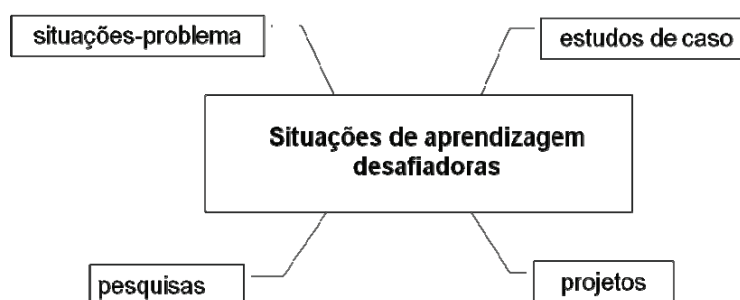 situações-problema
estudos de caso
Situações de aprendizagem
desafiadoras
pesquisas
projetos